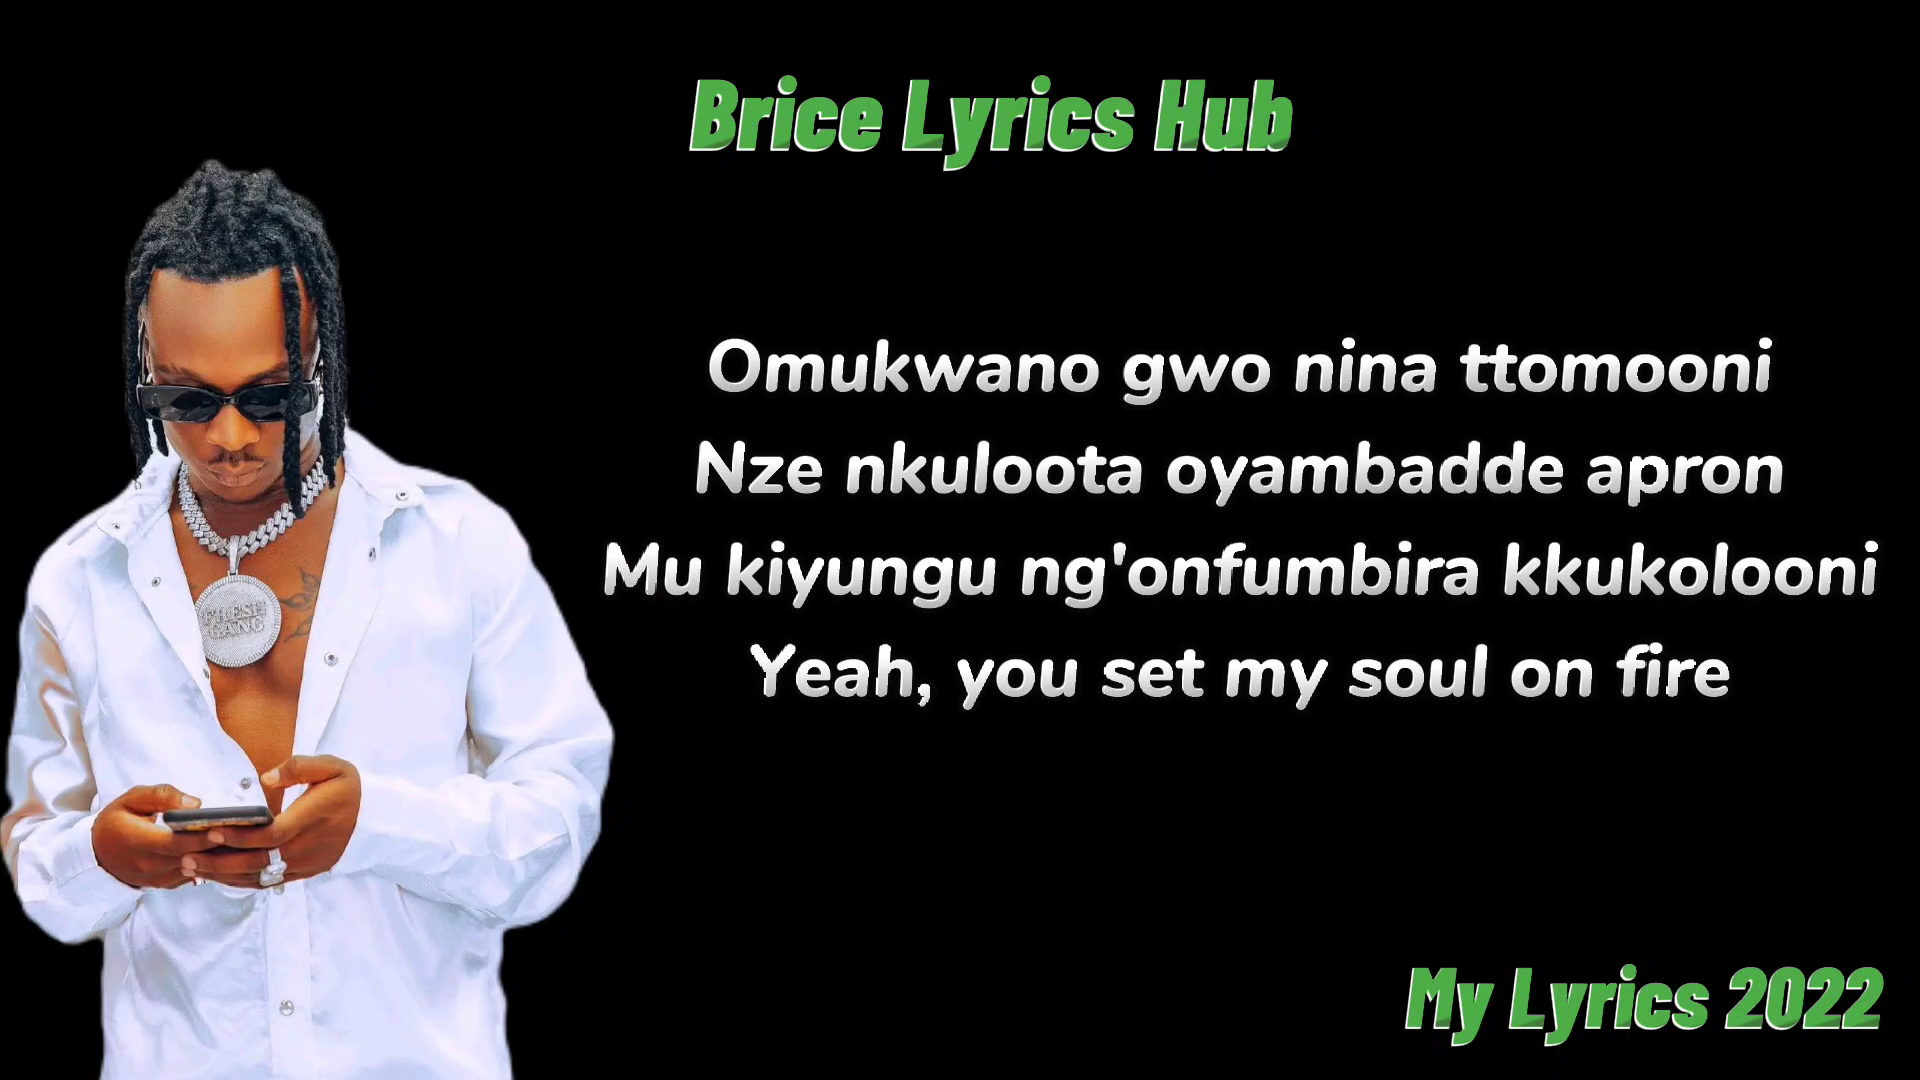 Brice Lyrics Hub
Omukwano gwo nina ttomooni
Nze nkuloota oyambadde apron
Mu kiyungu ng'onfumbira kkukolooni
Yeah, you set my soul on fire
FRESH
GANG
My Lyrics 2022